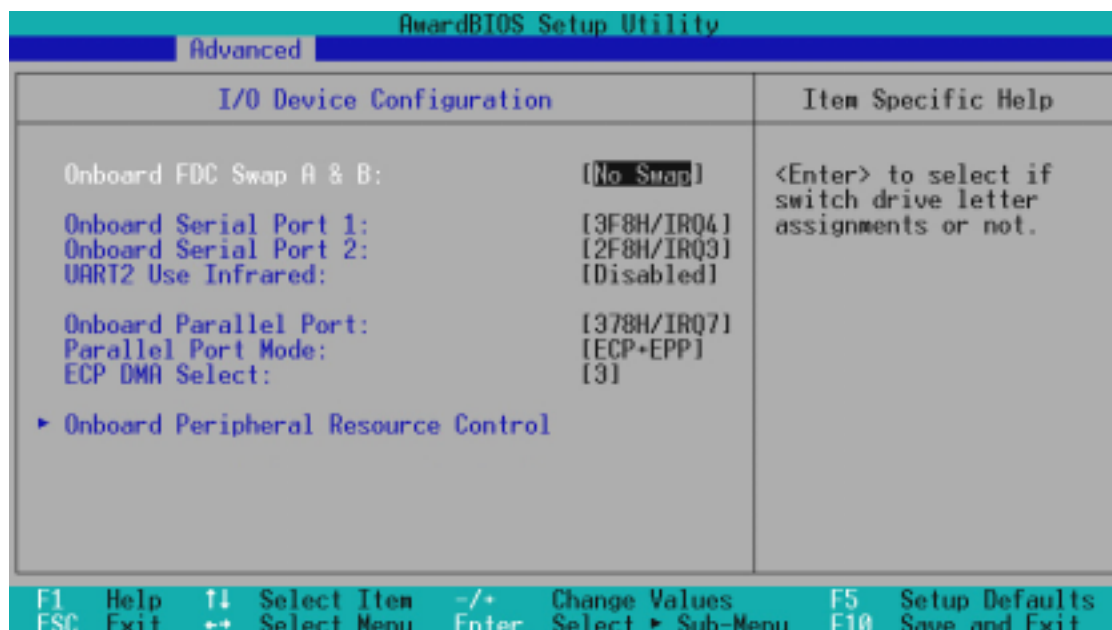 AwardBIOS Setup Utility
Advanced
I/O Device Configuration
Item Specific Help
Onboard FDC Swap A & B: [No Swap]
Onboard Serial Port 1: [3F8H/IRQ4]
Onboard Serial Port 2: [2F8H/IRQ3]
UART2 Use Infrared: [Disabled]
Onboard Parallel Port: [378H/IRQ7]
Parallel Port Mode: [ECP+EPP]
ECP DMA Select: [3]
▸ Onboard Peripheral Resource Control
<Enter> to select if
switch drive letter
assignments or not.
F1 Help ↑↓ Select Item -/+ Change Values F5 Setup Defaults
ESC Exit ←→ Select Menu Enter Select ▸ Sub-Menu F10 Save and Exit